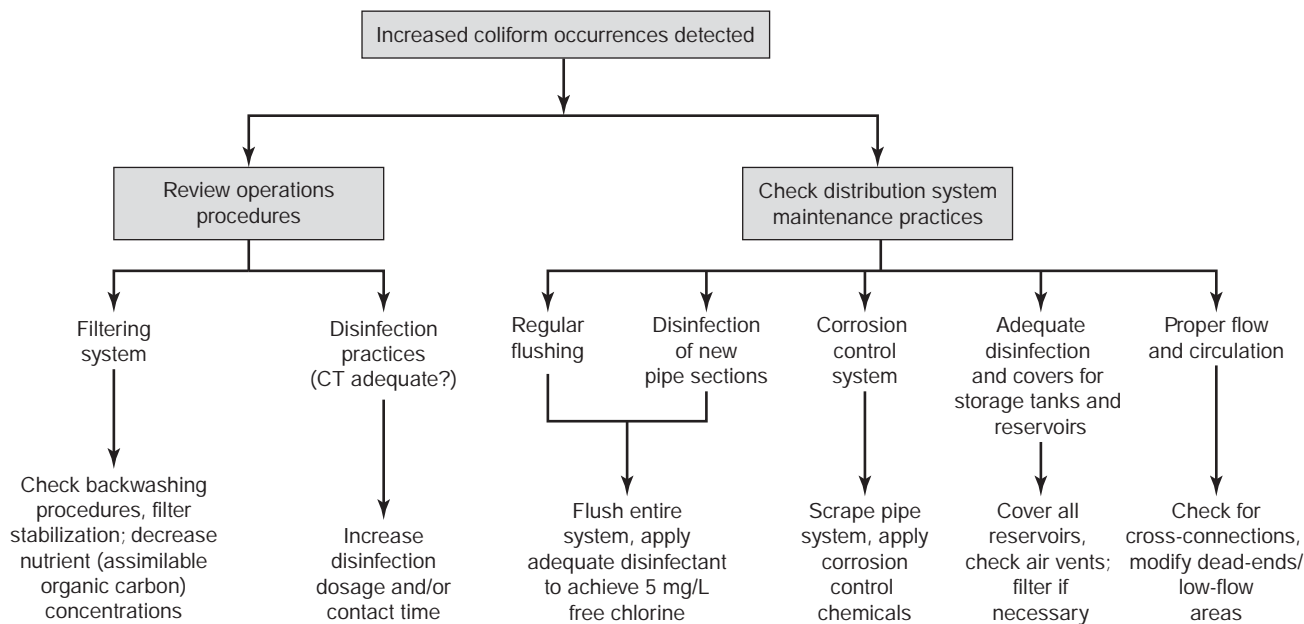 Increased coliform occurrences detected
Review operations
procedures
Check distribution system
maintenance practices
Filtering
system
Disinfection
practices
(CT adequate?)
Regular
flushing
Disinfection
of new
pipe sections
Corrosion
control
system
Adequate
disinfection
and covers for
storage tanks and
reservoirs
Proper flow
and circulation
Check backwashing
procedures, filter
stabilization; decrease
nutrient (assimilable
organic carbon)
concentrations
Increase
disinfection
dosage and/or
contact time
Flush entire
system, apply
adequate disinfectant
to achieve 5 mg/L
free chlorine
Scrape pipe
system, apply
corrosion
control
chemicals
Cover all
reservoirs,
check air vents;
filter if
necessary
Check for
cross-connections,
modify dead-ends/
low-flow
areas